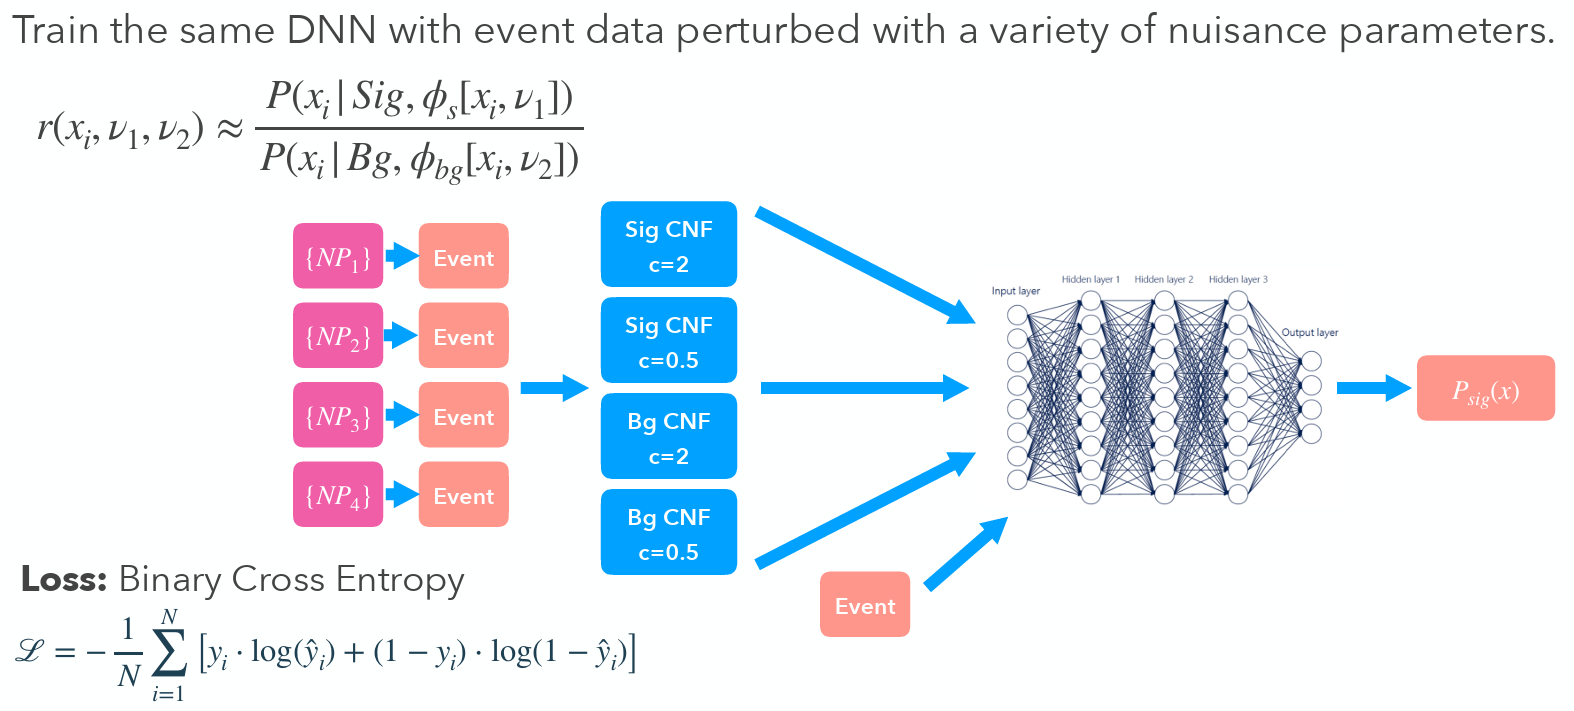 Train the same DNN with event data perturbed with a variety of nuisance parameters.
r(x_i, ν_1, ν_2) ≈ P(x_i | Sig, ϕ_s[x_i, ν_1]) / P(x_i | Bg, ϕ_bg[x_i, ν_2])
{NP_1}
Event
{NP_2}
Event
{NP_3}
Event
{NP_4}
Event
Sig CNF
c=2
Sig CNF
c=0.5
Bg CNF
c=2
Bg CNF
c=0.5
Event
Input layer
Hidden layer 1
Hidden layer 2
Hidden layer 3
Output layer
P_sig(x)
Loss: Binary Cross Entropy
ℒ = − 1/N ∑_{i=1}^{N} [y_i · log(ŷ_i) + (1 − y_i) · log(1 − ŷ_i)]